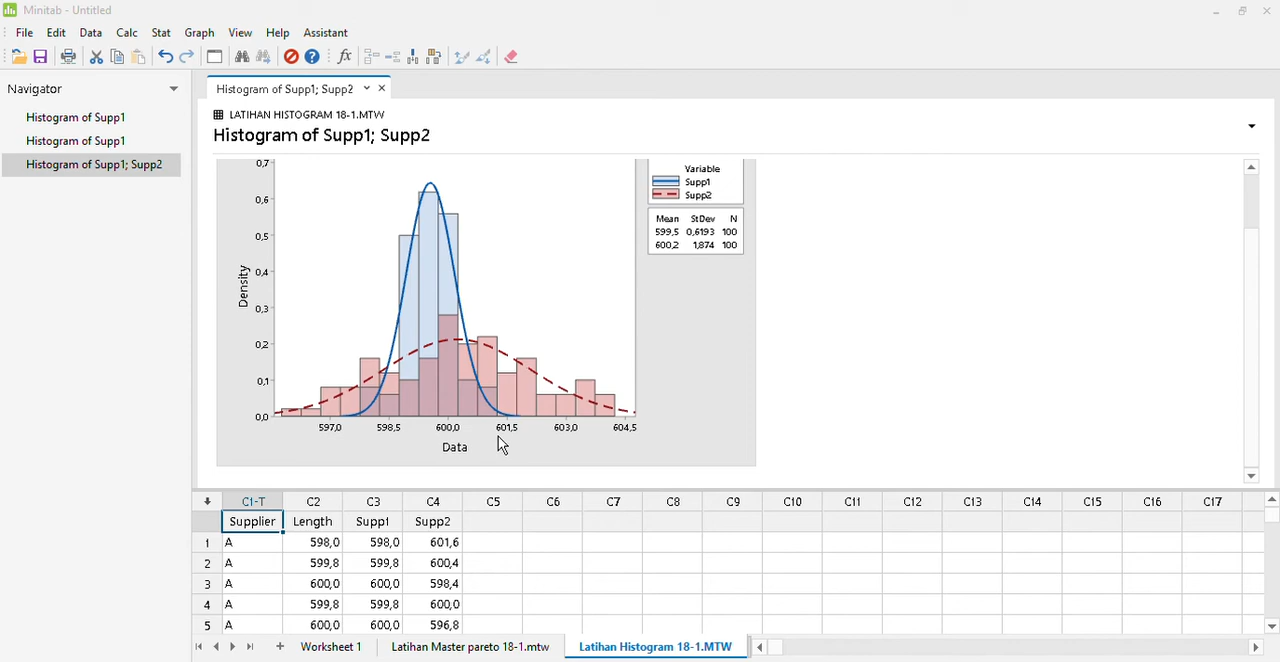 Minitab - Untitled
File Edit Data Calc Stat Graph View Help Assistant
fx
Navigator
Histogram of Supp1
Histogram of Supp1
Histogram of Supp1; Supp2
Histogram of Supp1; Supp2
LATIHAN HISTOGRAM 18-1.MTW
Histogram of Supp1; Supp2
0,7
0,6
0,5
0,4
0,3
0,2
0,1
0,0
Density
597,0 598,5 600,0 601,5 603,0 604,5
Data
Variable
Supp1
Supp2
Mean StDev N
599,5 0,6193 100
600,2 1,874 100
C1-T C2 C3 C4 C5 C6 C7 C8 C9 C10 C11 C12 C13 C14 C15 C16 C17
Supplier Length Supp1 Supp2
1 A 598,0 598,0 601,6
2 A 599,8 599,8 600,4
3 A 600,0 600,0 598,4
4 A 599,8 599,8 600,0
5 A 600,0 600,0 596,8
Worksheet 1 Latihan Master pareto 18-1.mtw Latihan Histogram 18-1.MTW